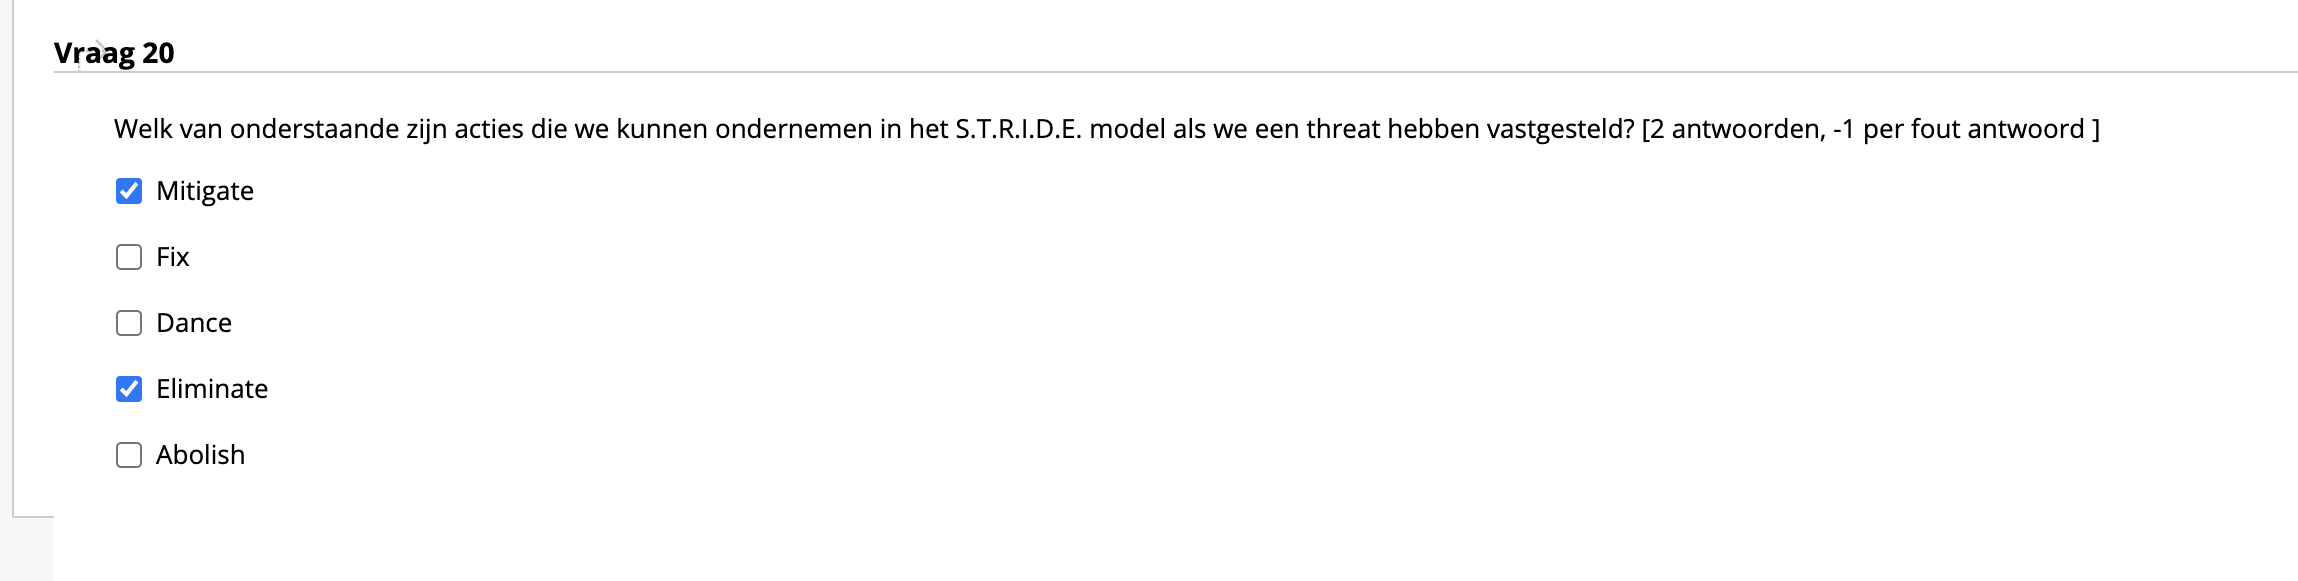 Vraag 20
Welk van onderstaande zijn acties die we kunnen ondernemen in het S.T.R.I.D.E. model als we een threat hebben vastgesteld? [2 antwoorden, -1 per fout antwoord ]
Mitigate
Fix
Dance
Eliminate
Abolish